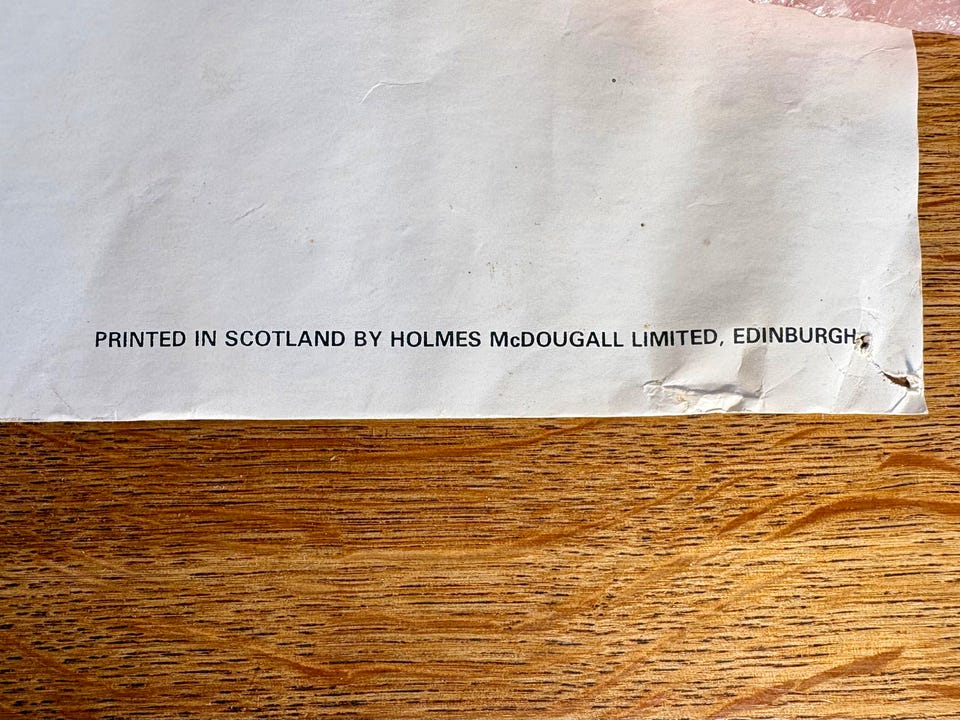 PRINTED IN SCOTLAND BY HOLMES McDOUGALL LIMITED, EDINBURGH